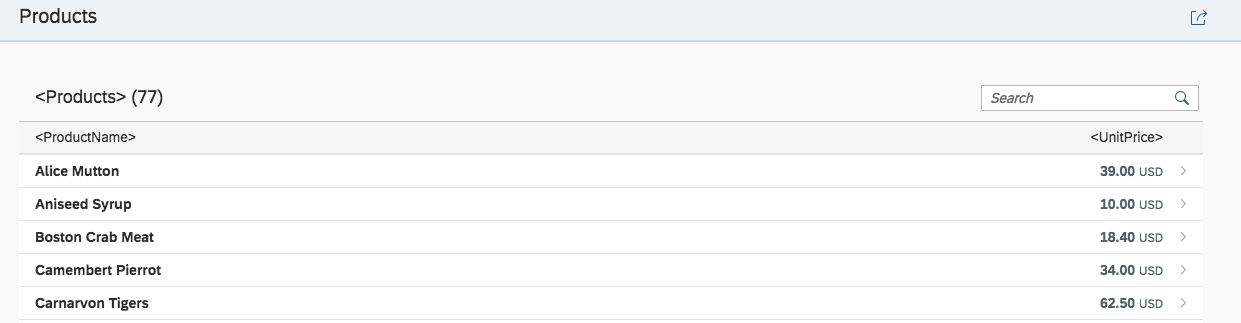 Products
<Products> (77)
Search
<ProductName> <UnitPrice>
Alice Mutton 39.00 USD
Aniseed Syrup 10.00 USD
Boston Crab Meat 18.40 USD
Camembert Pierrot 34.00 USD
Carnarvon Tigers 62.50 USD